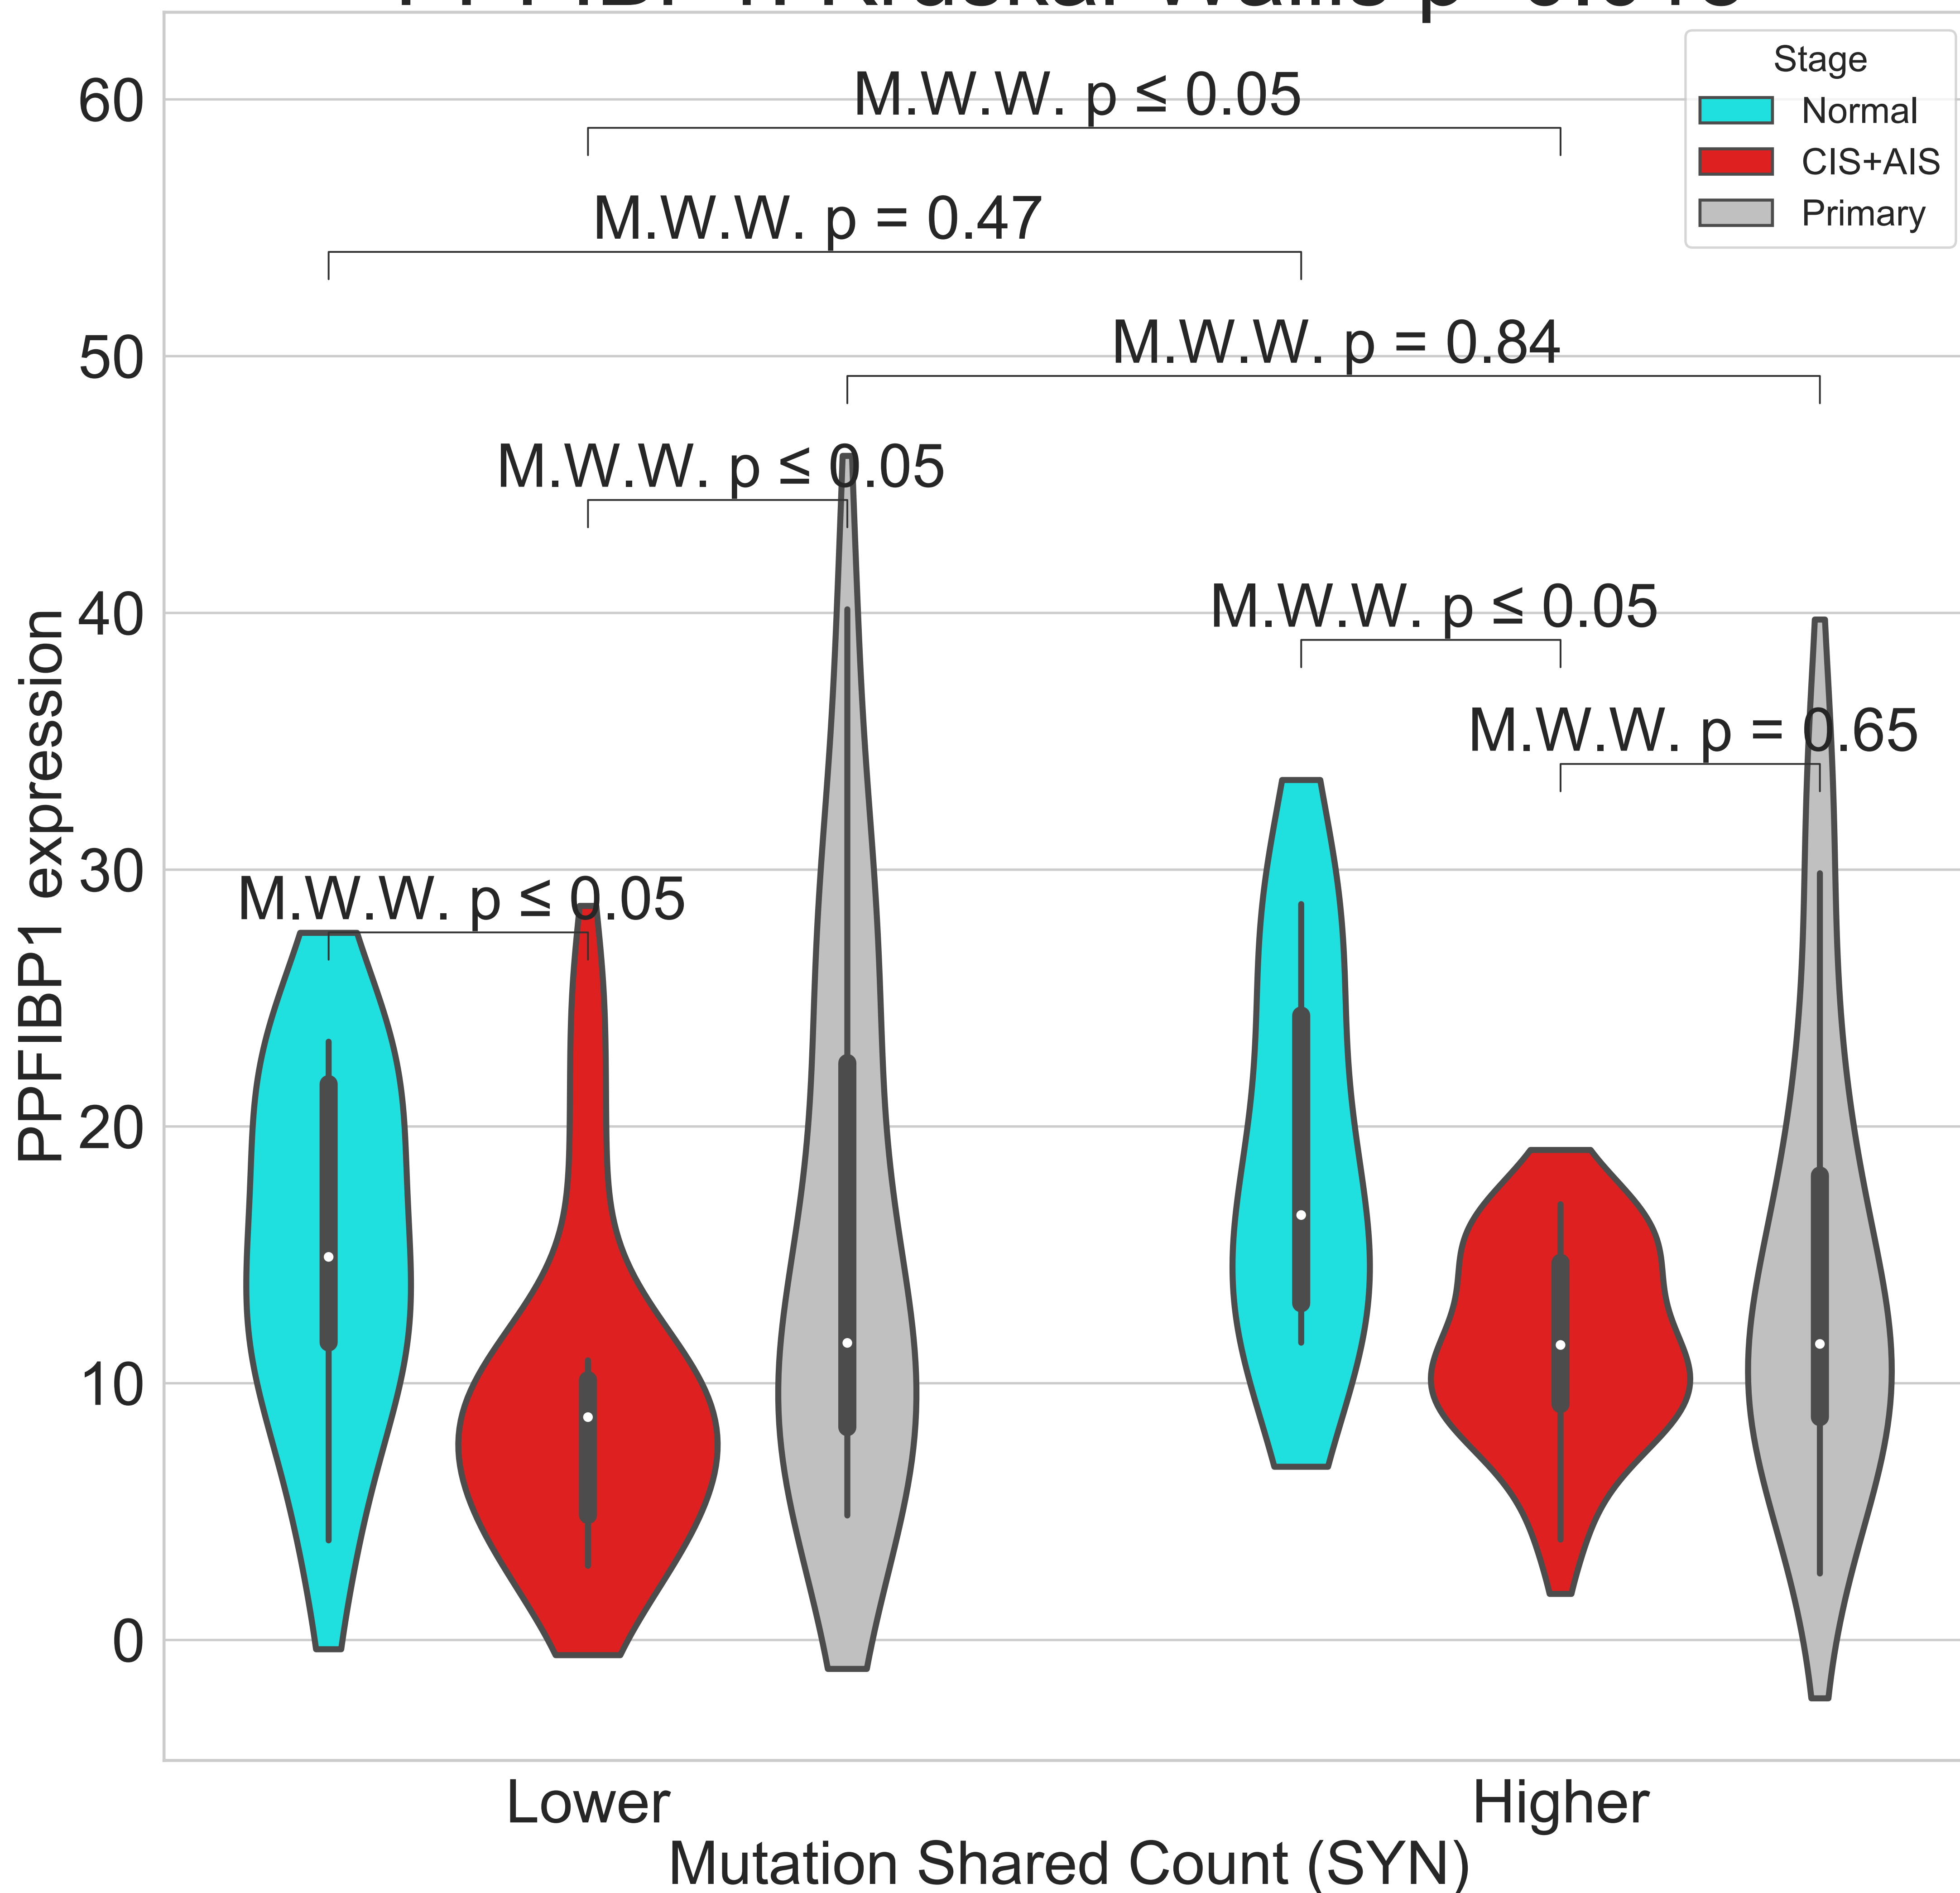 Stage
Normal
CIS+AIS
Primary
60
50
40
30
20
10
0
PPFIBP1 expression
M.W.W. p ≤ 0.05
M.W.W. p = 0.47
M.W.W. p = 0.84
M.W.W. p ≤ 0.05
M.W.W. p ≤ 0.05
M.W.W. p = 0.65
M.W.W. p ≤ 0.05
Lower
Higher
Mutation Shared Count (SYN)